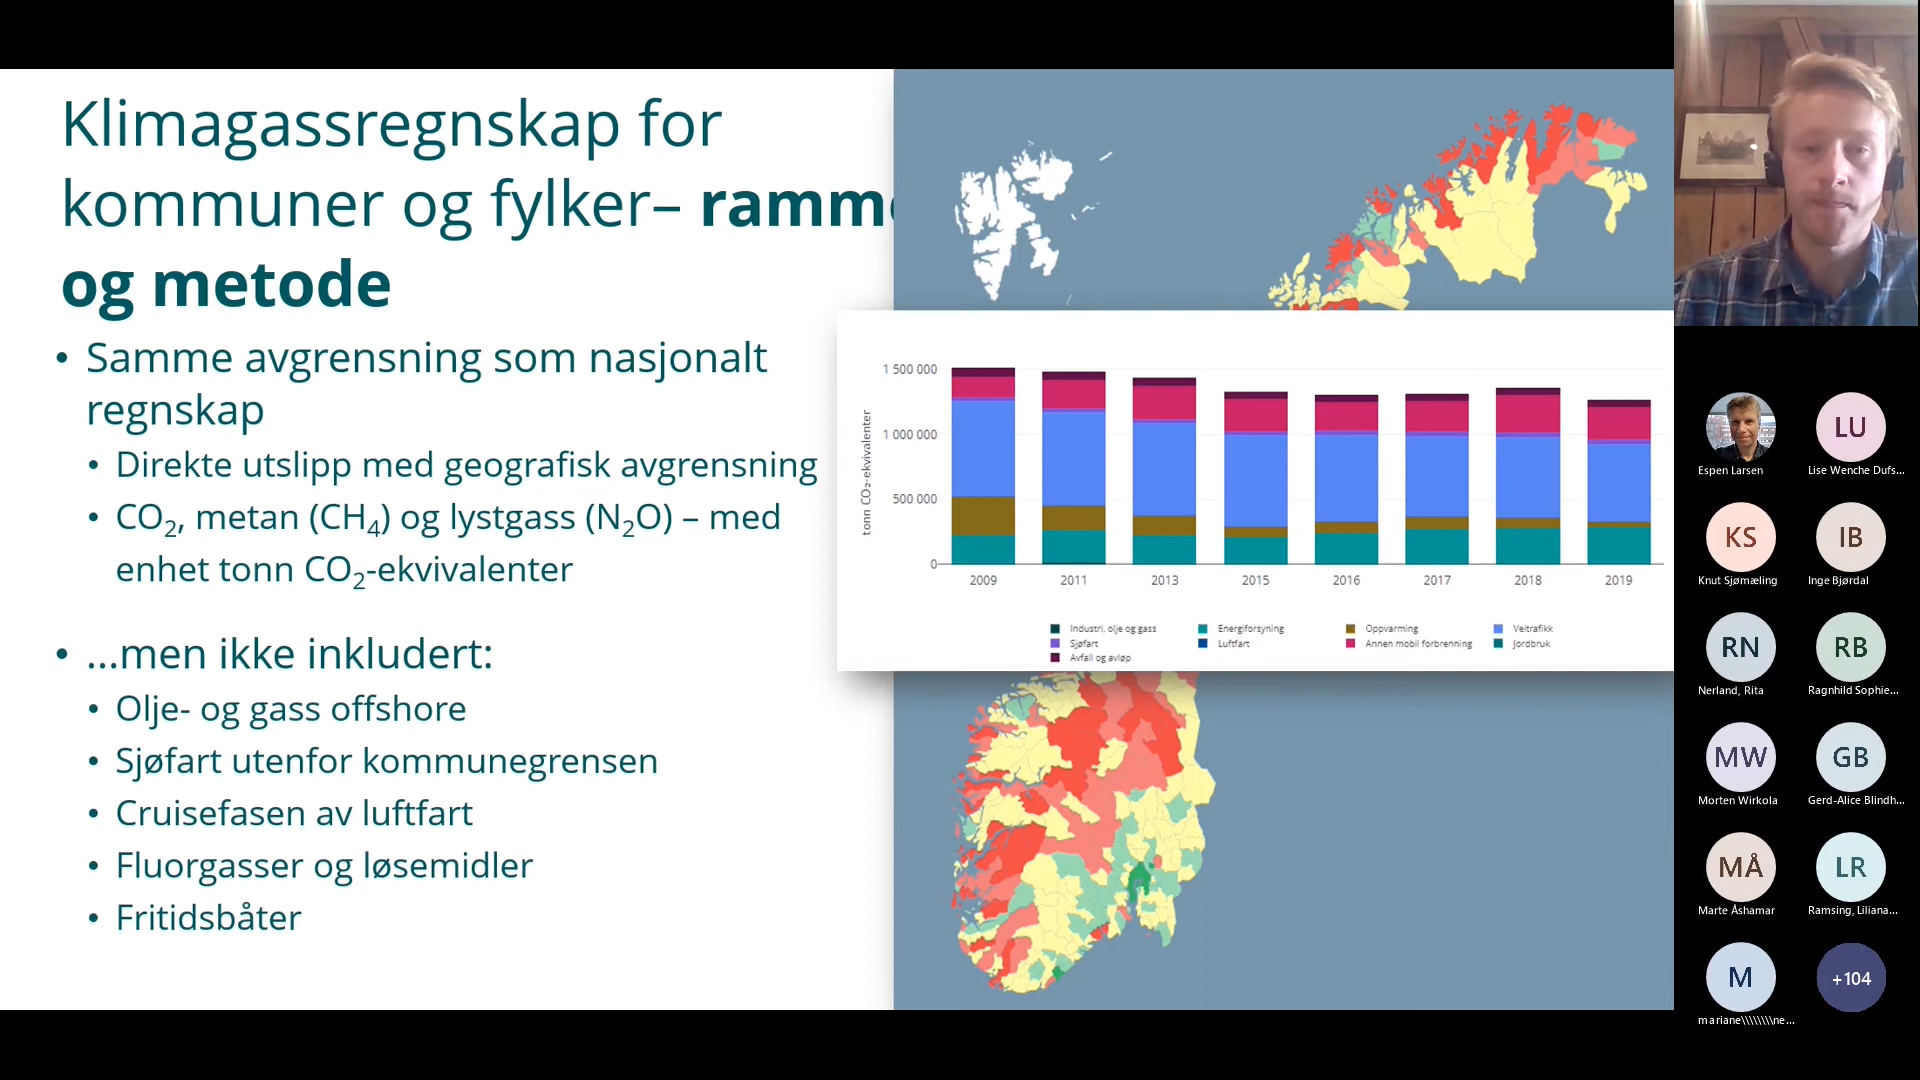 Klimagassregnskap for
kommuner og fylker– ramme
og metode
• Samme avgrensning som nasjonalt
regnskap
• Direkte utslipp med geografisk avgrensning
• CO₂, metan (CH₄) og lystgass (N₂O) – med
enhet tonn CO₂-ekvivalenter
• ...men ikke inkludert:
• Olje- og gass offshore
• Sjøfart utenfor kommunegrensen
• Cruisefasen av luftfart
• Fluorgasser og løsemidler
• Fritidsbåter
tonn CO₂-ekvivalenter
1 500 000
1 000 000
500 000
0
2009 2011 2013 2015 2016 2017 2018 2019
Industri, olje og gass Energiforsyning Oppvarming Veitrafikk
Sjøfart Luftfart Annen mobil forbrenning Jordbruk
Avfall og avløp
LU
Espen Larsen Lise Wenche Dufs...
KS IB
Knut Sjømæling Inge Bjørdal
RN RB
Nerland, Rita Ragnhild Sophie...
MW GB
Morten Wirkola Gerd-Alice Blindh...
MÅ LR
Marte Åshamar Ramsing, Liliana...
M +104
mariane\\\\\\\\ne...